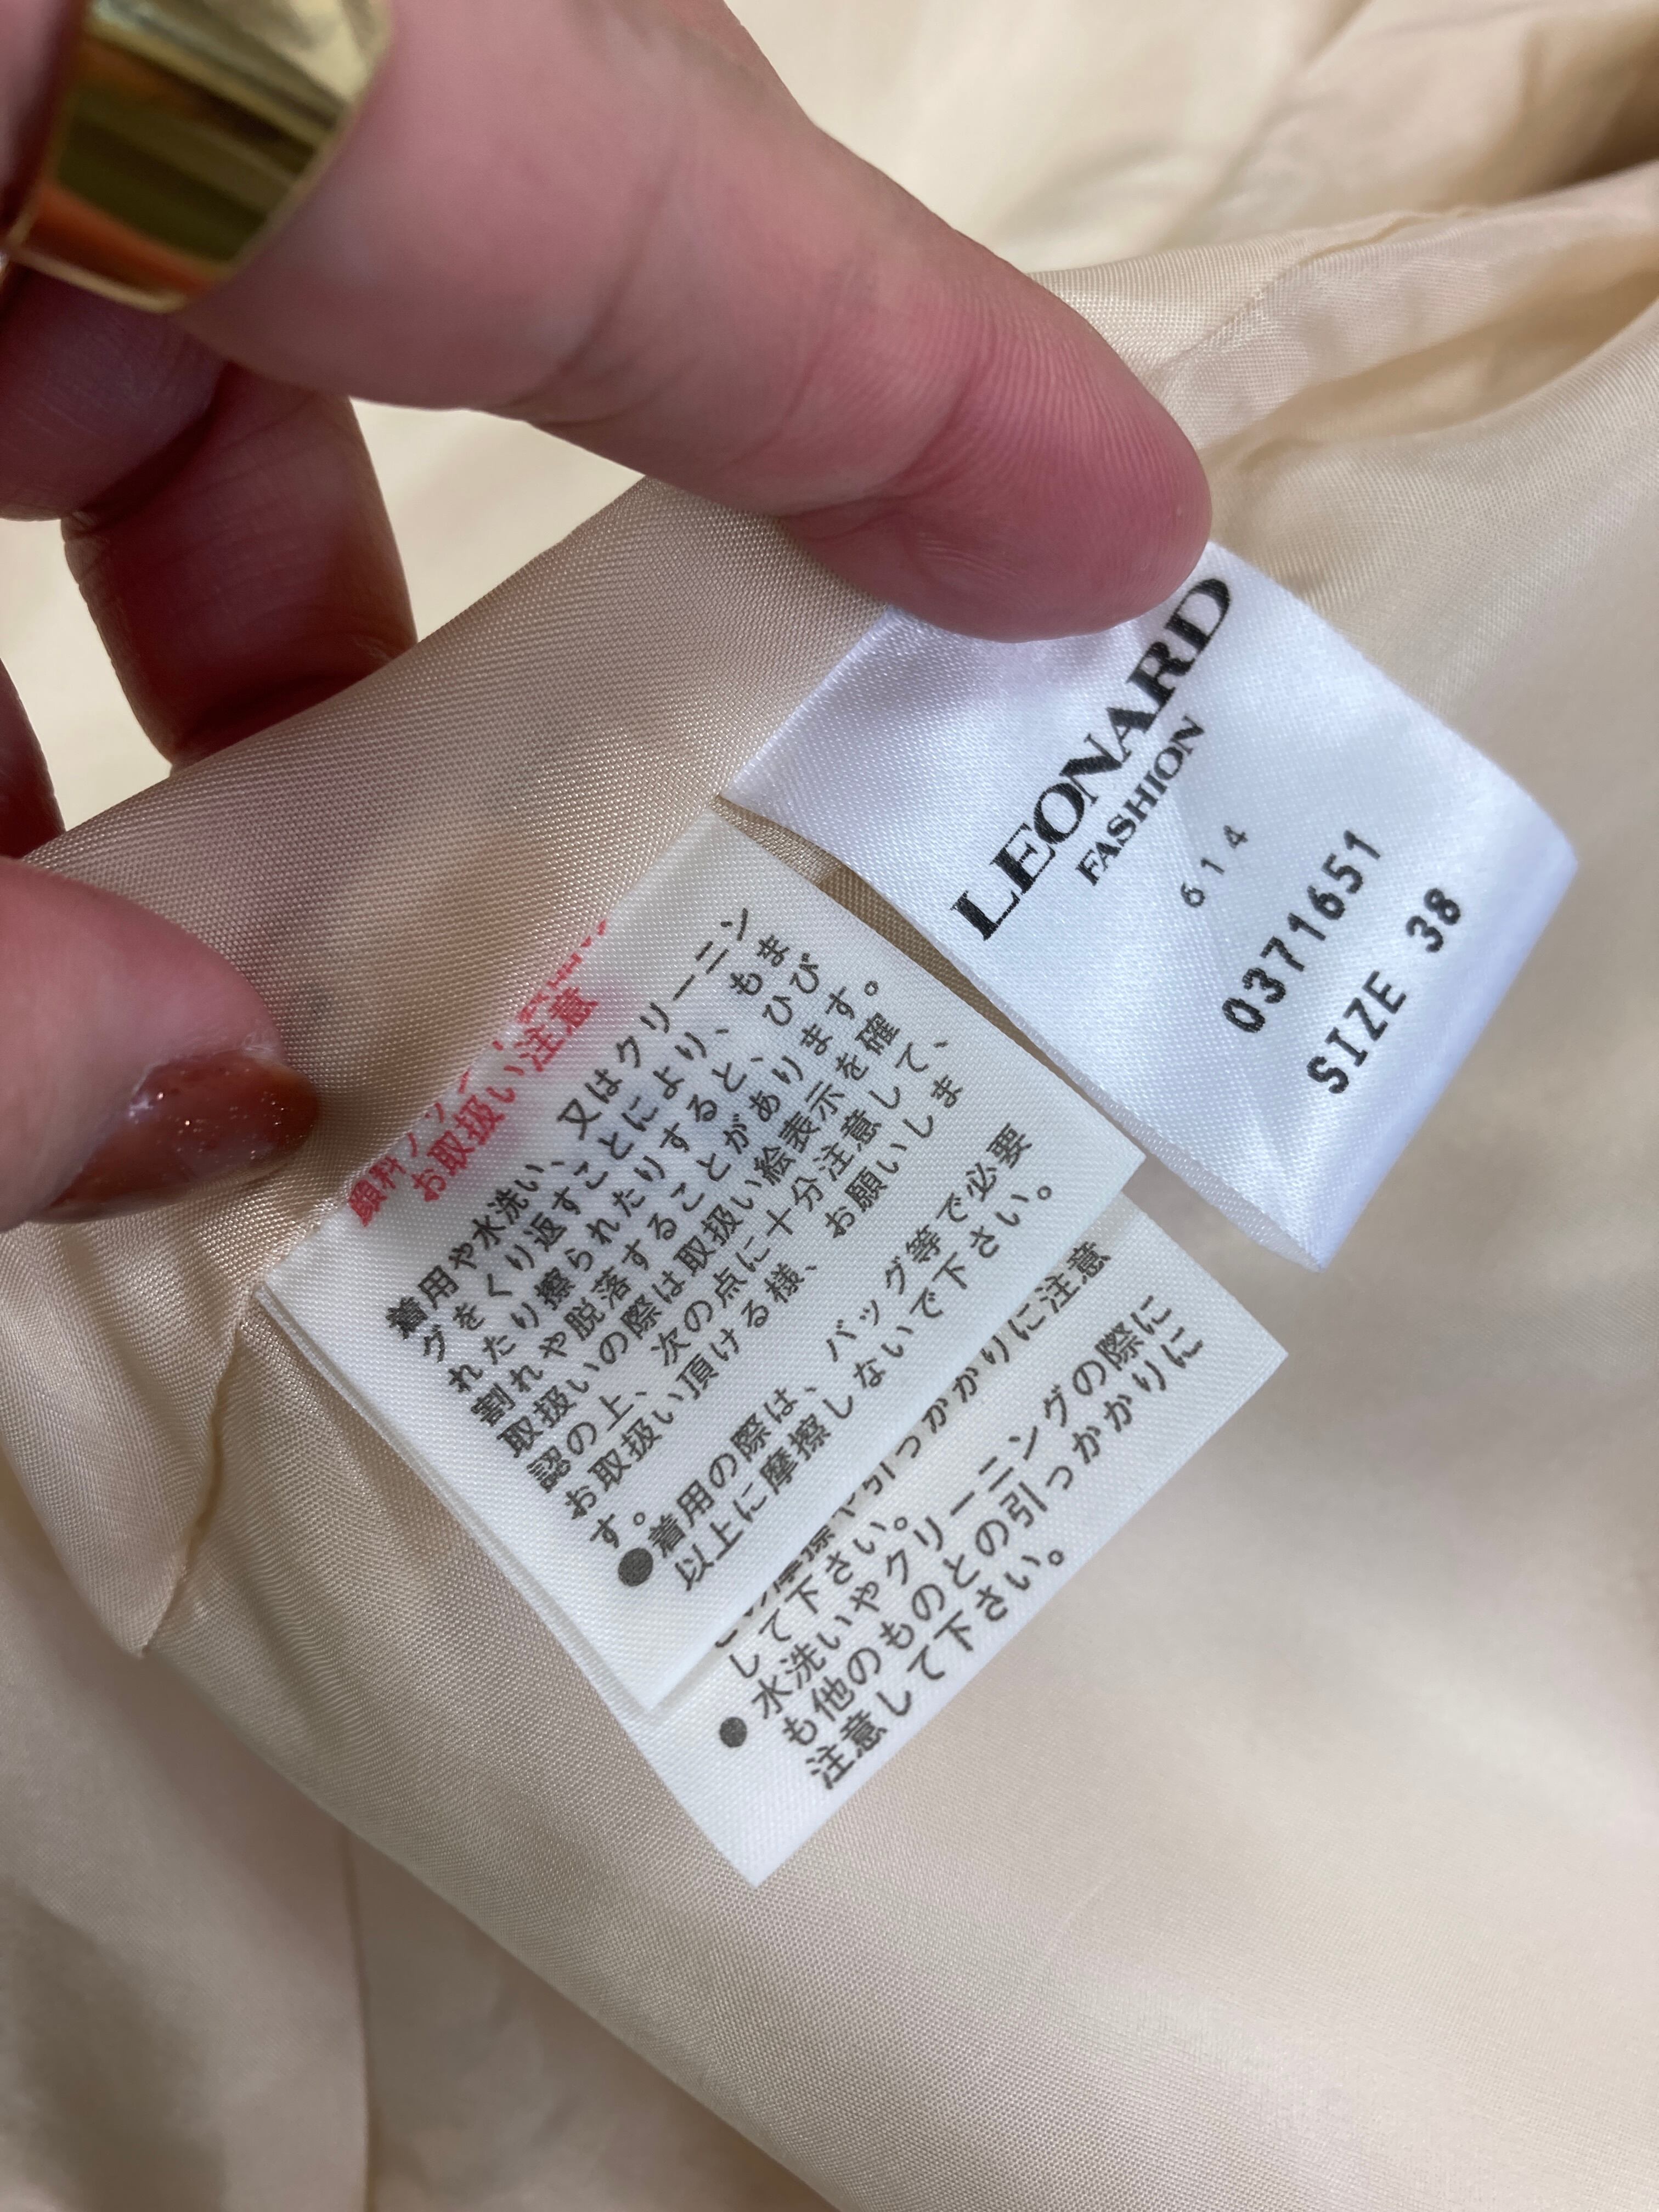 LEONARD
FASHION
614
0371651
SIZE 38
お取扱い注意
着用や水洗い、又はクリーニン
グをくり返すことにより、もま
れたり擦られたりすると、ひび
割れや脱落することがあります。
取扱いの際は取扱い絵表示を確
認の上、次の点に十分注意して、
お取扱い頂ける様、お願いしま
す。
●着用の際は、バッグ等で必要
以上に摩擦しないで下さい。
引っかかりに注意
して下さい。
●水洗いやクリーニングの際に
も他のものとの引っかかりに
注意して下さい。